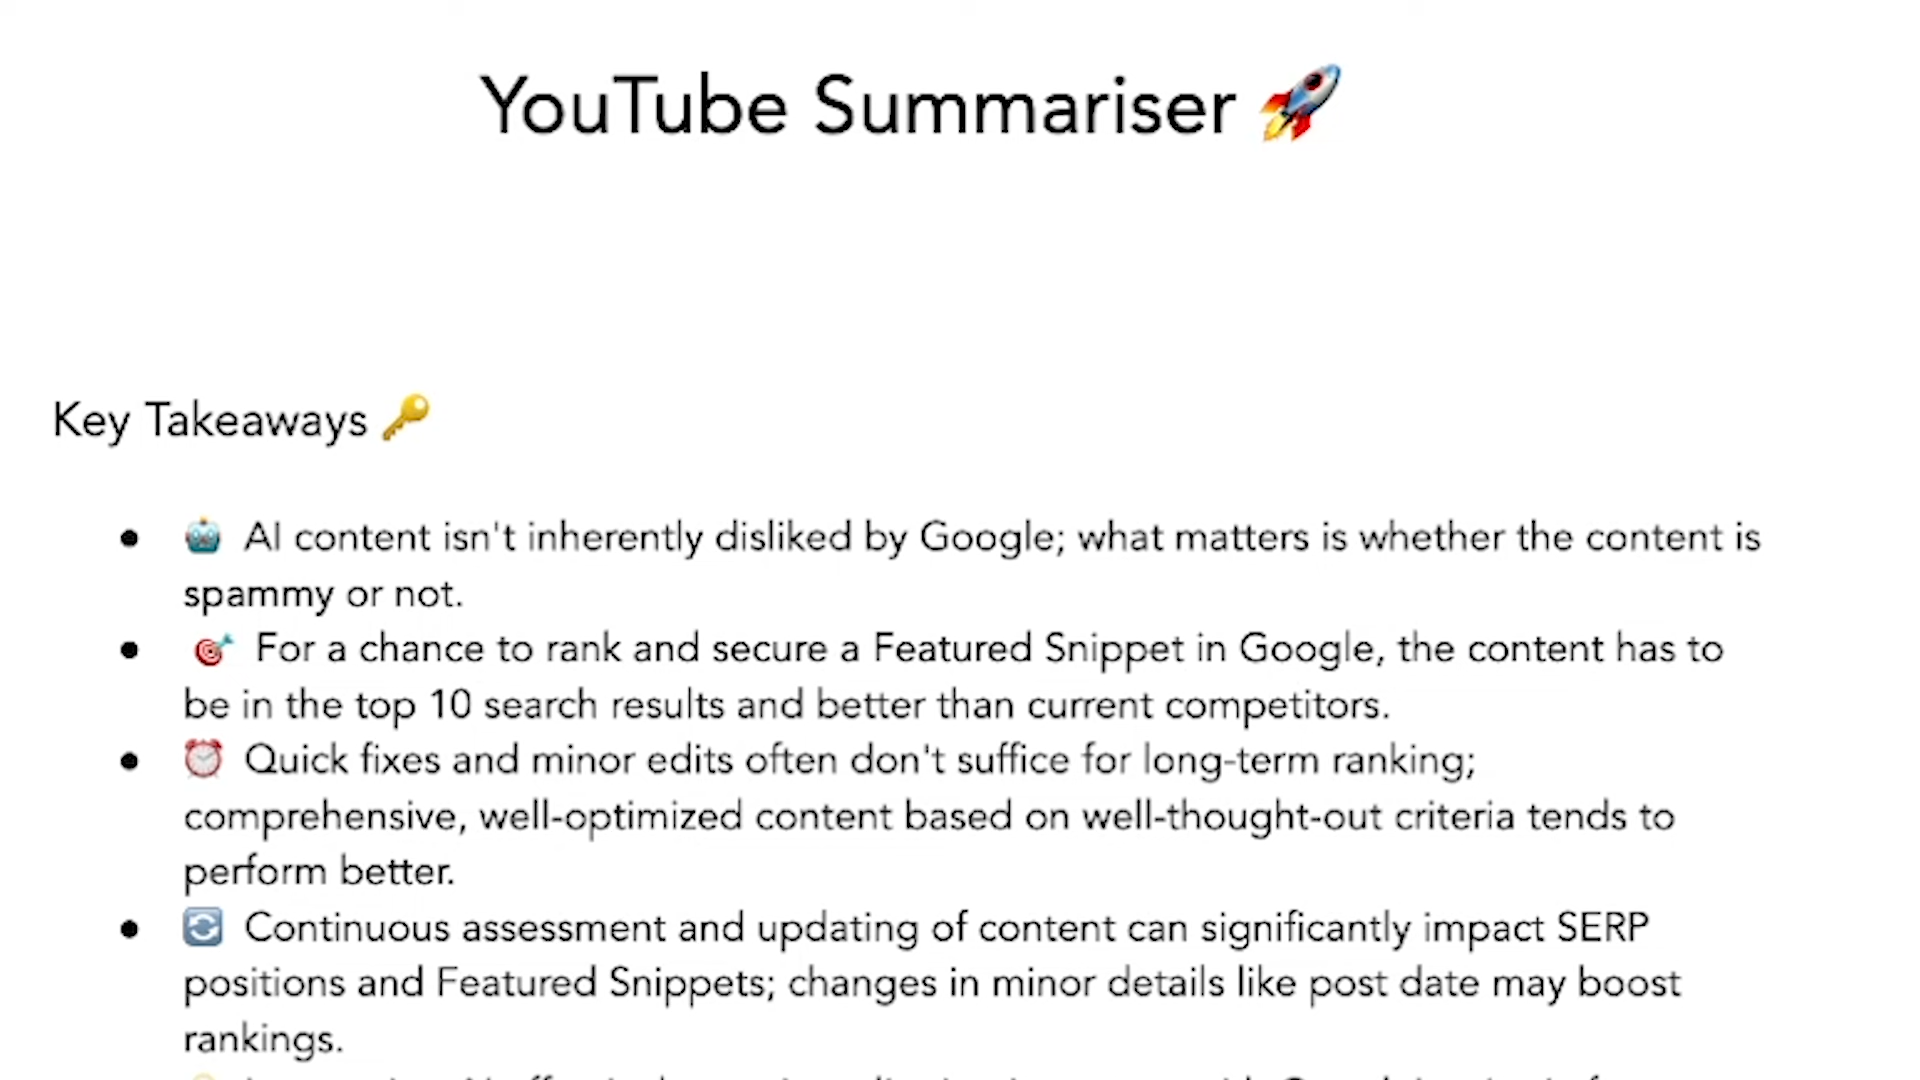 YouTube Summariser 🚀
Key Takeaways 🔑
● 🤖 AI content isn't inherently disliked by Google; what matters is whether the content is
spammy or not.
● 🎯 For a chance to rank and secure a Featured Snippet in Google, the content has to
be in the top 10 search results and better than current competitors.
● ⏰ Quick fixes and minor edits often don't suffice for long-term ranking;
comprehensive, well-optimized content based on well-thought-out criteria tends to
perform better.
● 🔄 Continuous assessment and updating of content can significantly impact SERP
positions and Featured Snippets; changes in minor details like post date may boost
rankings.